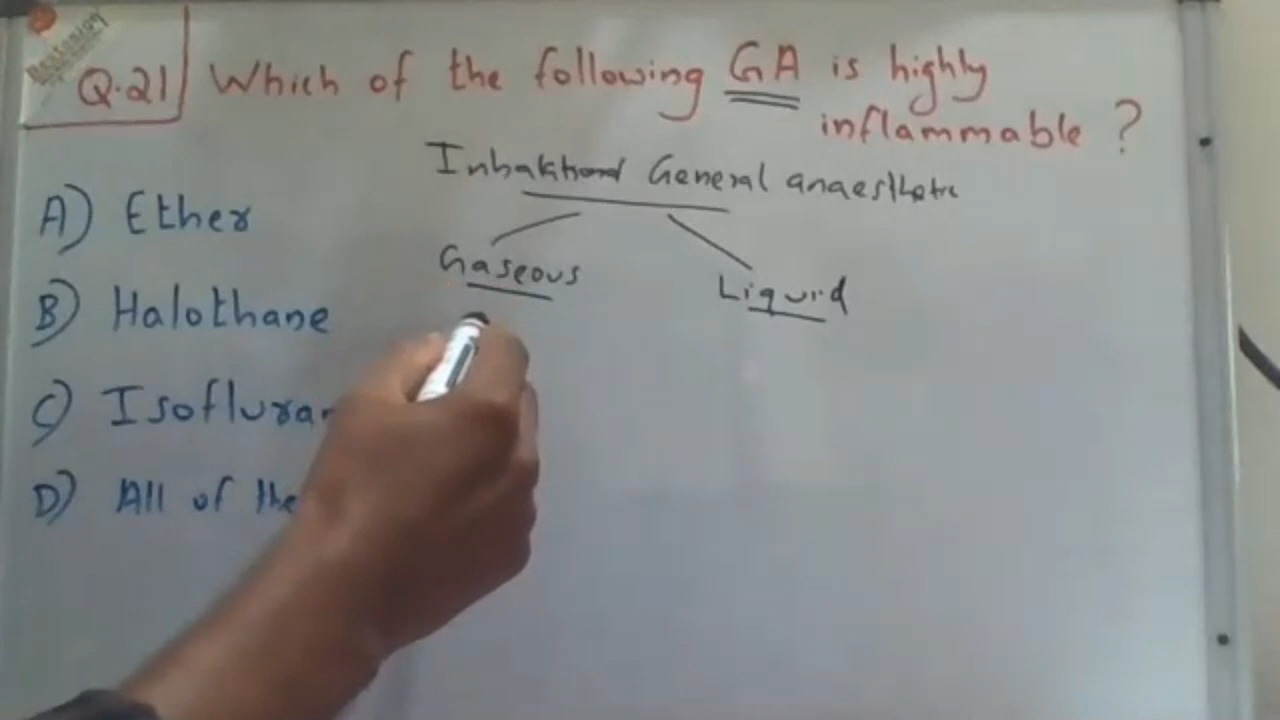 Q.21 Which of the following GA is highly
inflammable ?
Inhalational General anaesthetic
A) Ether
Gaseous
Liquid
B) Halothane
C) Isofluran
D) All of the